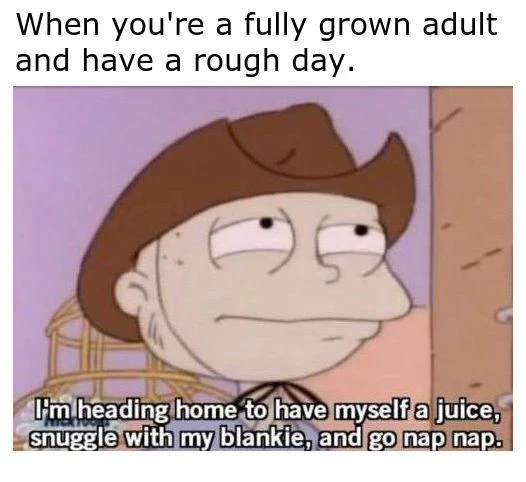 When you're a fully grown adult
and have a rough day.
I'm heading home to have myself a juice,
snuggle with my blankie, and go nap nap.